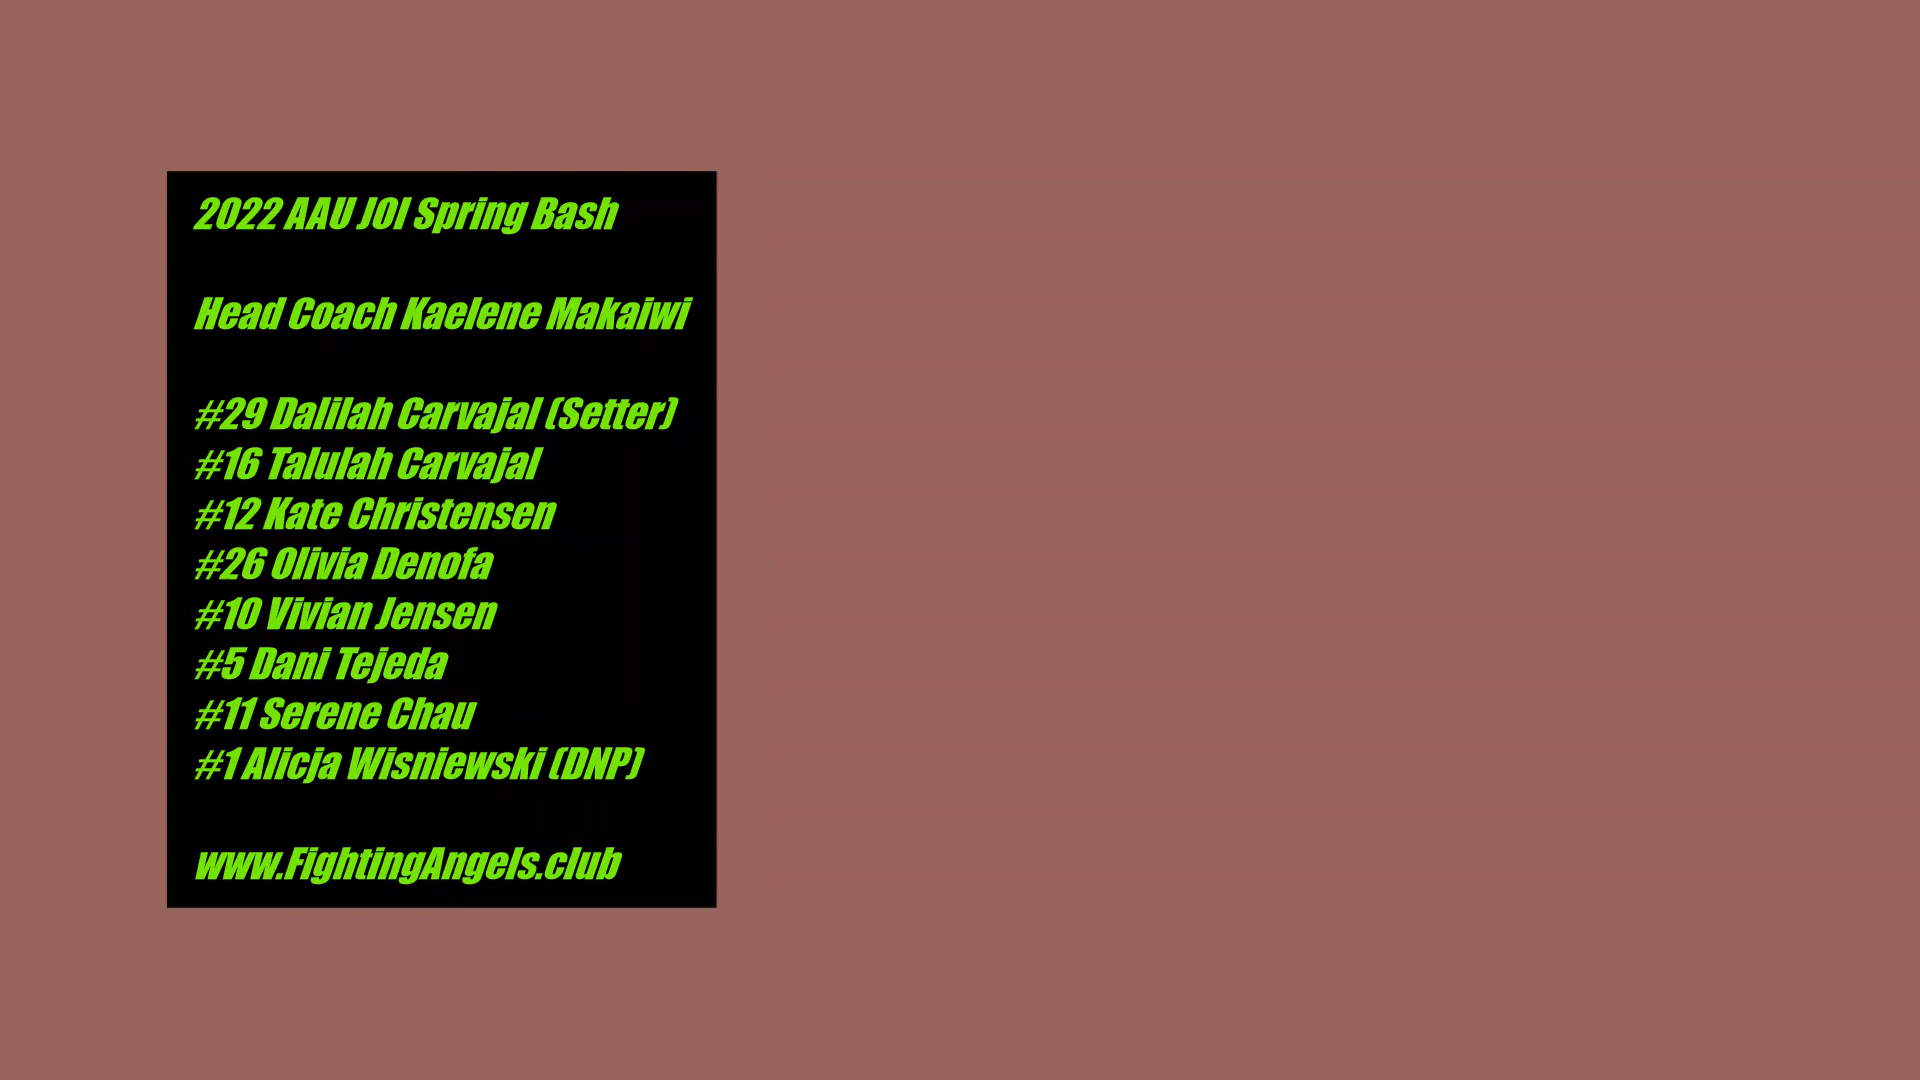 2022 AAU JOI Spring Bash
Head Coach Kaelene Makaiwi
#29 Dalilah Carvajal (Setter)
#16 Talulah Carvajal
#12 Kate Christensen
#26 Olivia Denofa
#10 Vivian Jensen
#5 Dani Tejeda
#11 Serene Chau
#1 Alicja Wisniewski (DNP)
www.FightingAngels.club